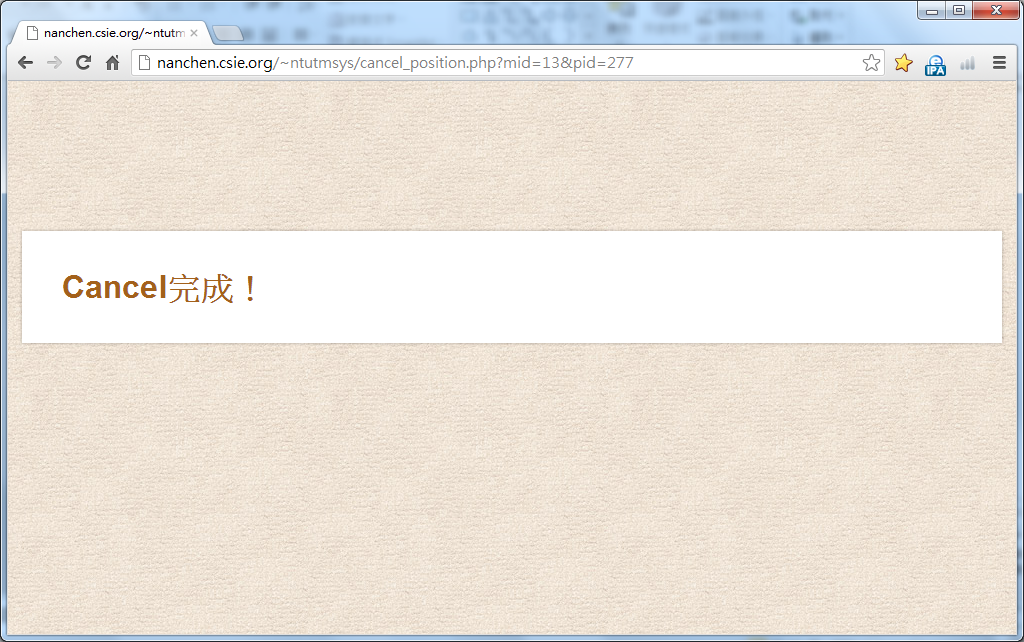 nanchen.csie.org/~ntutm
nanchen.csie.org/~ntutmsys/cancel_position.php?mid=13&pid=277
IPA
Cancel完成！